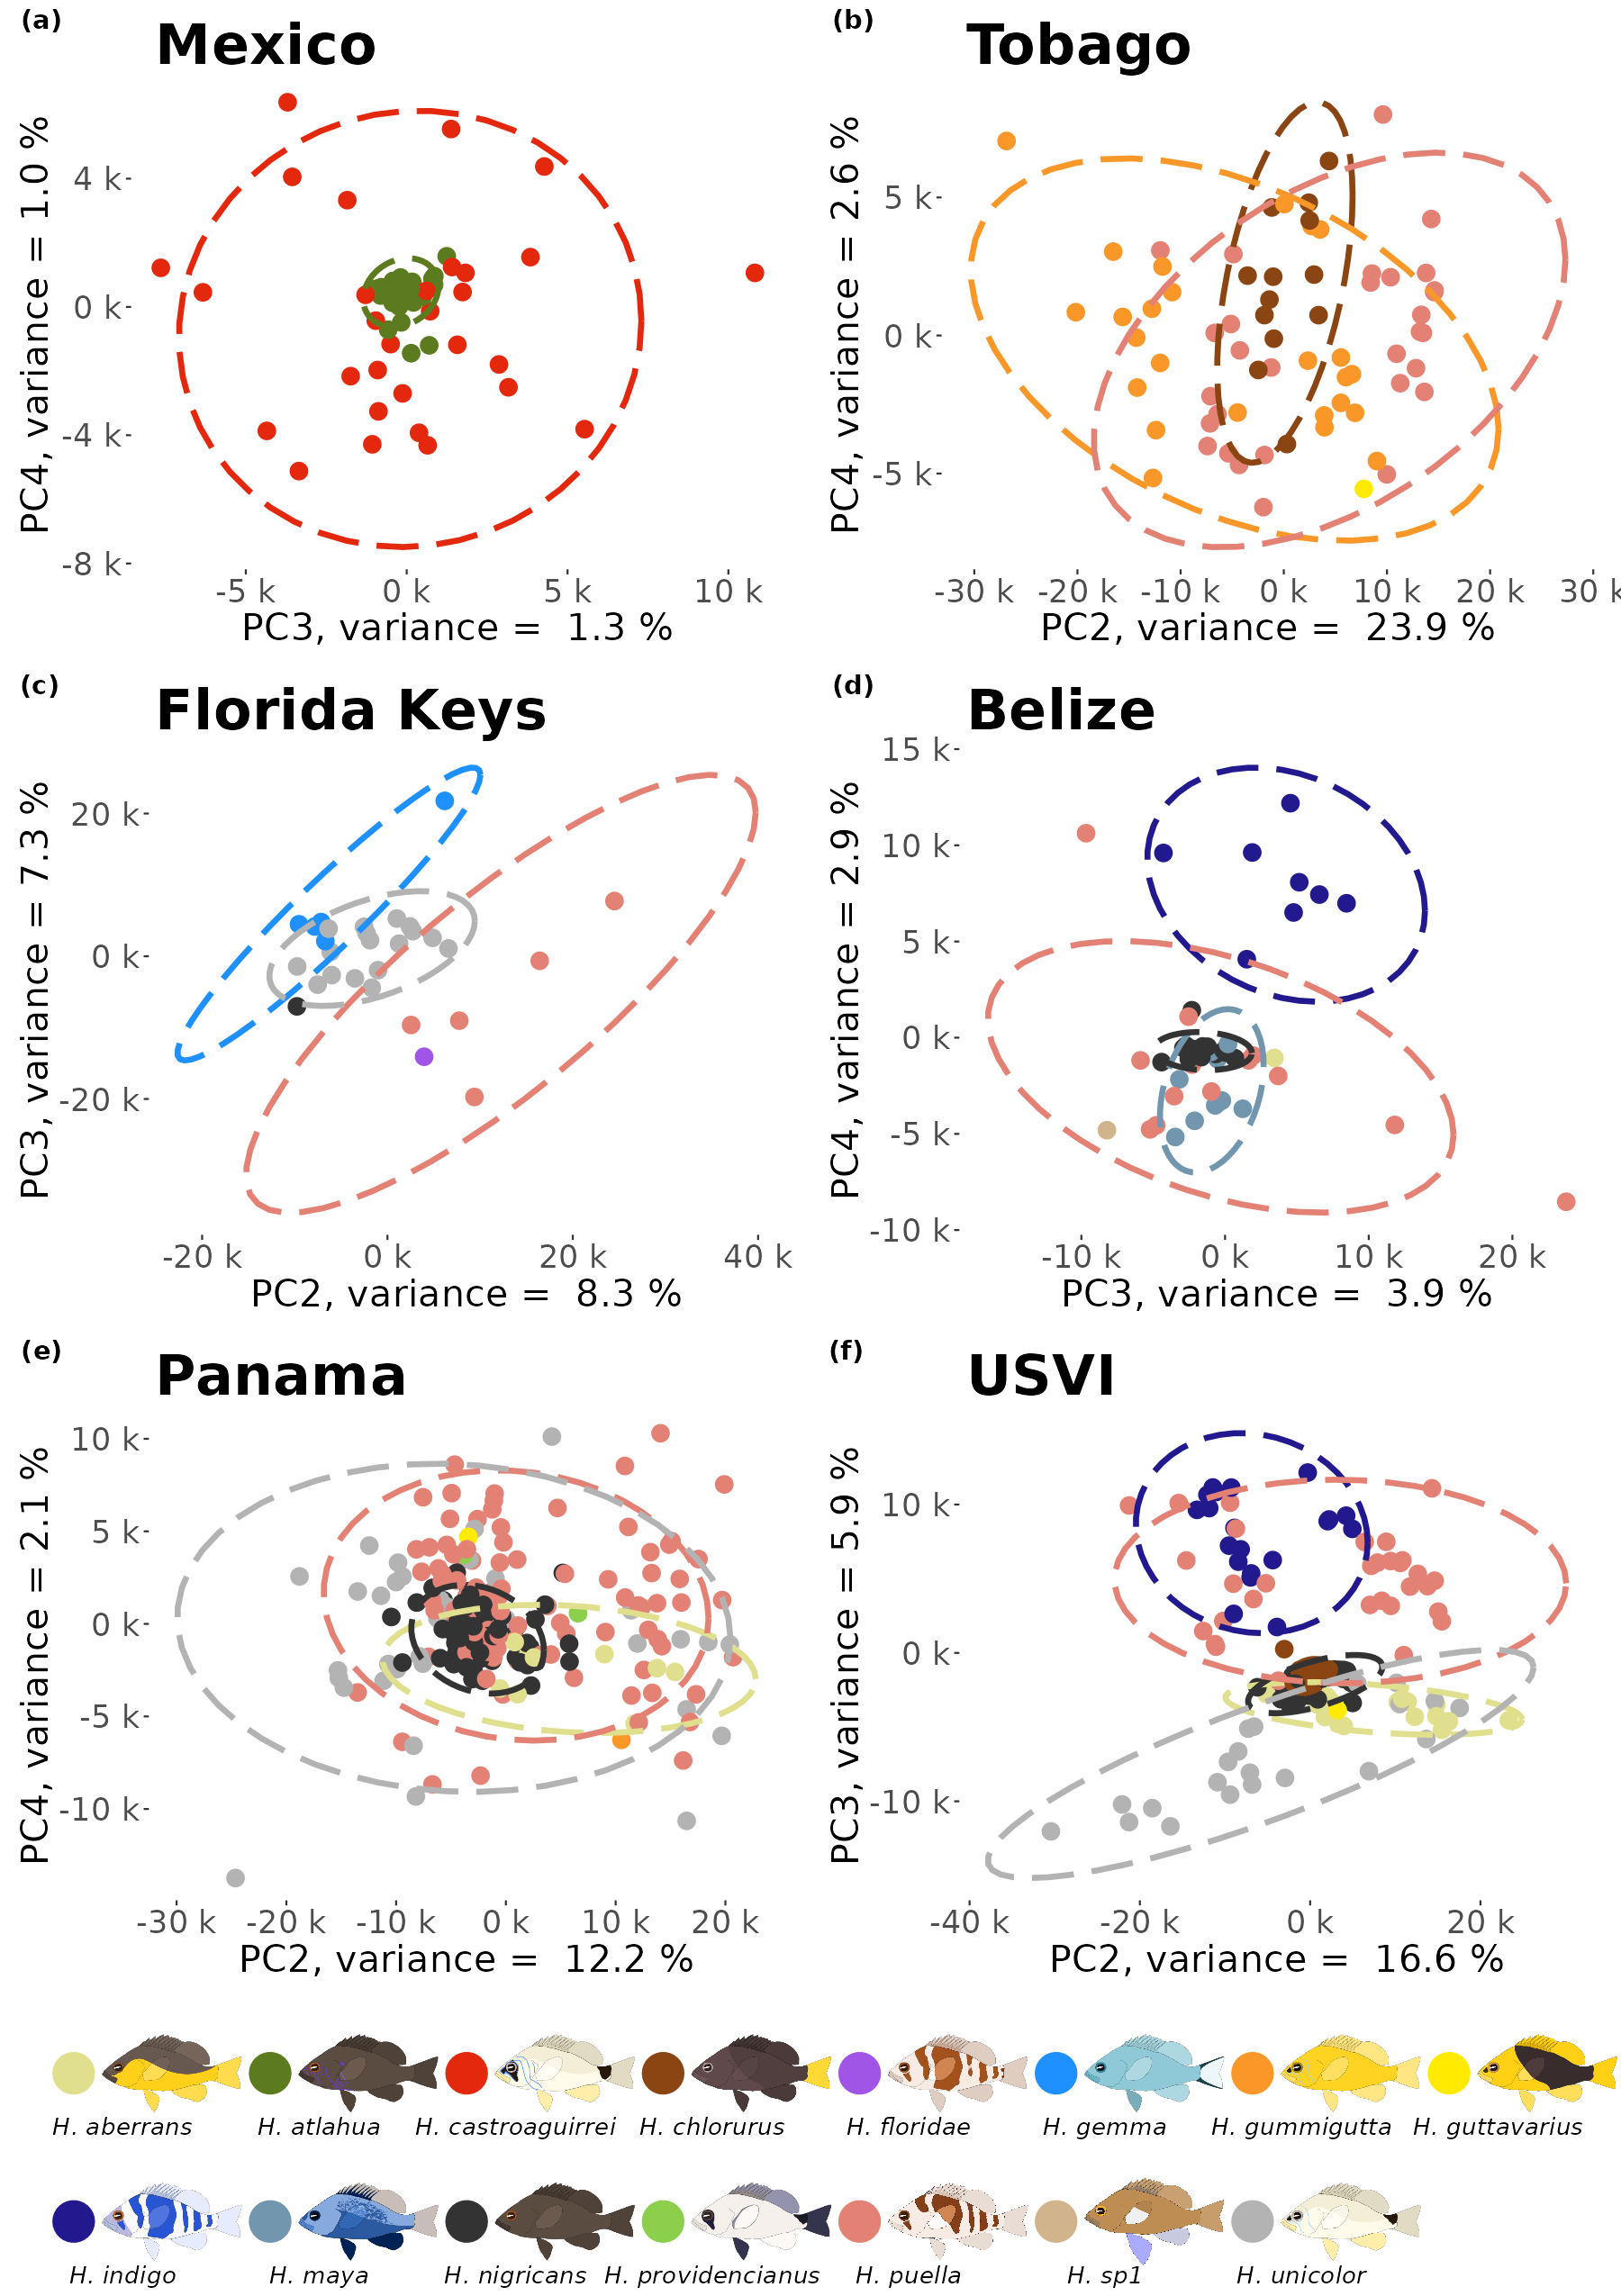 (a)
Mexico
PC4, variance = 1.0 %
4 k
0 k
-4 k
-8 k
-5 k 0 k 5 k 10 k
PC3, variance = 1.3 %
(b)
Tobago
PC4, variance = 2.6 %
5 k
0 k
-5 k
-30 k -20 k -10 k 0 k 10 k 20 k 30 k
PC2, variance = 23.9 %
(c)
Florida Keys
PC3, variance = 7.3 %
20 k
0 k
-20 k
-20 k 0 k 20 k 40 k
PC2, variance = 8.3 %
(d)
Belize
PC4, variance = 2.9 %
15 k
10 k
5 k
0 k
-5 k
-10 k
-10 k 0 k 10 k 20 k
PC3, variance = 3.9 %
(e)
Panama
PC4, variance = 2.1 %
10 k
5 k
0 k
-5 k
-10 k
-30 k -20 k -10 k 0 k 10 k 20 k
PC2, variance = 12.2 %
(f)
USVI
PC3, variance = 5.9 %
10 k
0 k
-10 k
-40 k -20 k 0 k 20 k
PC2, variance = 16.6 %
H. aberrans H. atlahua H. castroaguirrei H. chlorurus H. floridae H. gemma H. gummigutta H. guttavarius
H. indigo H. maya H. nigricans H. providencianus H. puella H. sp1 H. unicolor